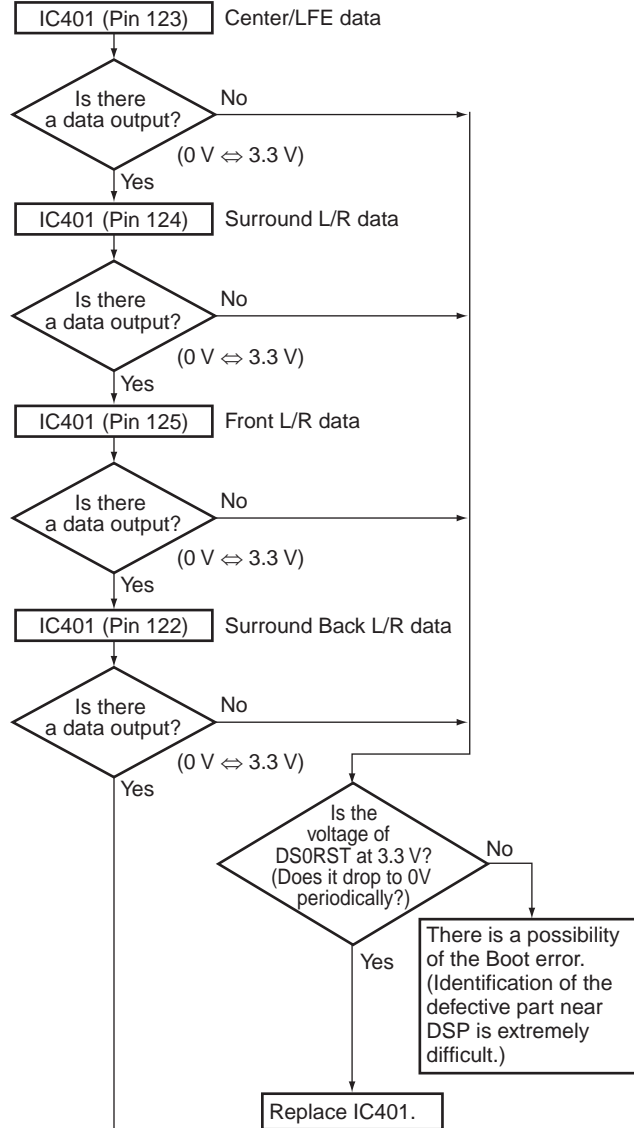 IC401 (Pin 123)
Center/LFE data
Is there
a data output?
No
(0 V ⇔ 3.3 V)
Yes
IC401 (Pin 124)
Surround L/R data
Is there
a data output?
No
(0 V ⇔ 3.3 V)
Yes
IC401 (Pin 125)
Front L/R data
Is there
a data output?
No
(0 V ⇔ 3.3 V)
Yes
IC401 (Pin 122)
Surround Back L/R data
Is there
a data output?
No
(0 V ⇔ 3.3 V)
Yes
Is the
voltage of
DS0RST at 3.3 V?
(Does it drop to 0V
periodically?)
No
Yes
There is a possibility
of the Boot error.
(Identification of the
defective part near
DSP is extremely
difficult.)
Replace IC401.